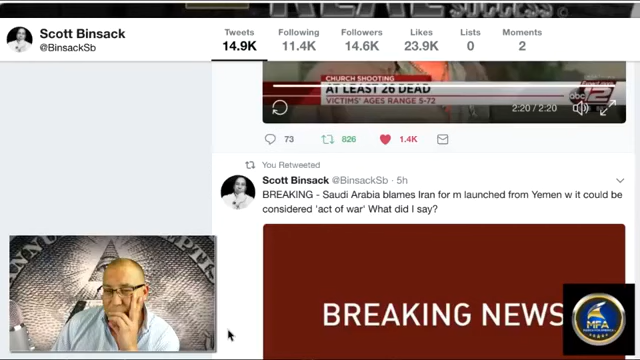 Scott Binsack
@BinsackSb
Tweets Following Followers Likes Lists Moments
14.9K 11.4K 14.6K 23.9K 0 2
CHURCH SHOOTING
AT LEAST 26 DEAD
VICTIMS' AGES RANGE 5-72
abc 12
2:20 / 2:20
73 826 1.4K
You Retweeted
Scott Binsack @BinsackSb · 5h
BREAKING - Saudi Arabia blames Iran for m launched from Yemen w it could be
considered 'act of war' What did I say?
BREAKING NEWS
MFA